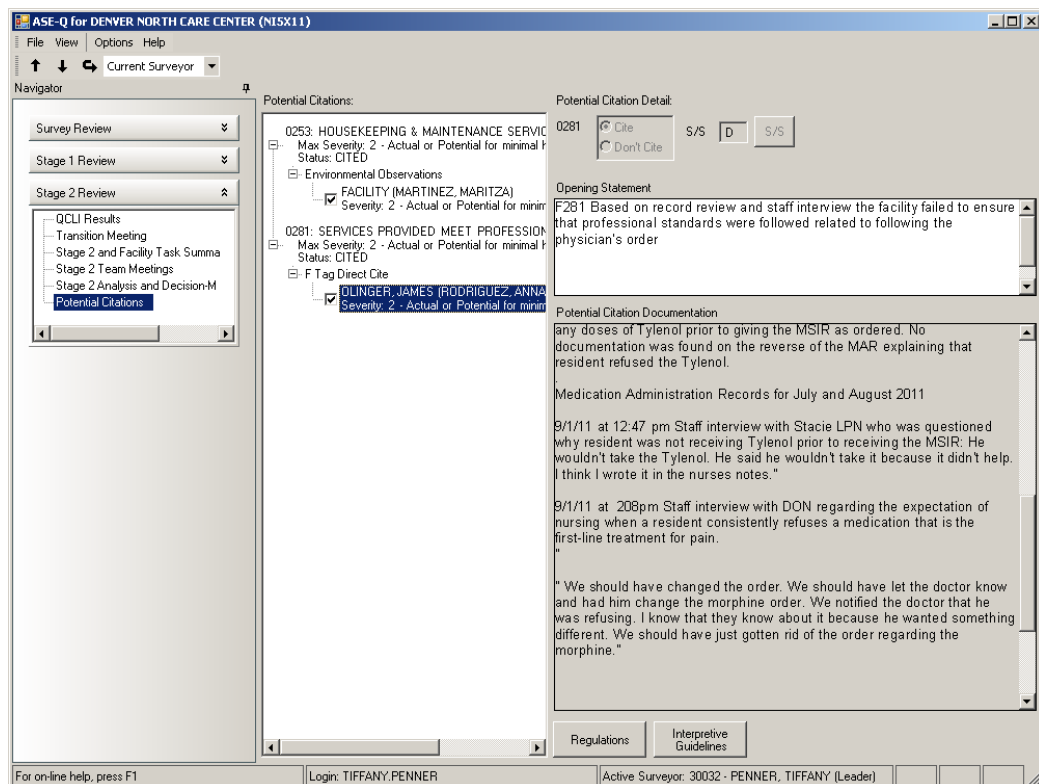 ASE-Q for DENVER NORTH CARE CENTER (NI5X11)
File View Options Help
Current Surveyor
Navigator
Survey Review
Stage 1 Review
Stage 2 Review
QCLI Results
Transition Meeting
Stage 2 and Facility Task Summa
Stage 2 Team Meetings
Stage 2 Analysis and Decision-M
Potential Citations
Potential Citations:
0253: HOUSEKEEPING & MAINTENANCE SERVIC
Max Severity: 2 - Actual or Potential for minimal h
Status: CITED
Environmental Observations
FACILITY (MARTINEZ, MARITZA)
Severity: 2 - Actual or Potential for minim
0281: SERVICES PROVIDED MEET PROFESSION
Max Severity: 2 - Actual or Potential for minimal h
Status: CITED
F Tag Direct Cite
OLINGER, JAMES (RODRIGUEZ, ANNA
Severity: 2 - Actual or Potential for minim
Potential Citation Detail:
0281 Cite S/S D S/S
Don't Cite
Opening Statement
F281 Based on record review and staff interview the facility failed to ensure
that professional standards were followed related to following the
physician's order
Potential Citation Documentation
any doses of Tylenol prior to giving the MSIR as ordered. No
documentation was found on the reverse of the MAR explaining that
resident refused the Tylenol.
.
Medication Administration Records for July and August 2011
9/1/11 at 12:47 pm Staff interview with Stacie LPN who was questioned
why resident was not receiving Tylenol prior to receiving the MSIR: He
wouldn't take the Tylenol. He said he wouldn't take it because it didn't help.
I think I wrote it in the nurses notes."
9/1/11 at 208pm Staff interview with DON regarding the expectation of
nursing when a resident consistently refuses a medication that is the
first-line treatment for pain.
"
" We should have changed the order. We should have let the doctor know
and had him change the morphine order. We notified the doctor that he
was refusing. I know that they know about it because he wanted something
different. We should have just gotten rid of the order regarding the
morphine."
Regulations
Interpretive
Guidelines
For on-line help, press F1
Login: TIFFANY.PENNER
Active Surveyor: 30032 - PENNER, TIFFANY (Leader)